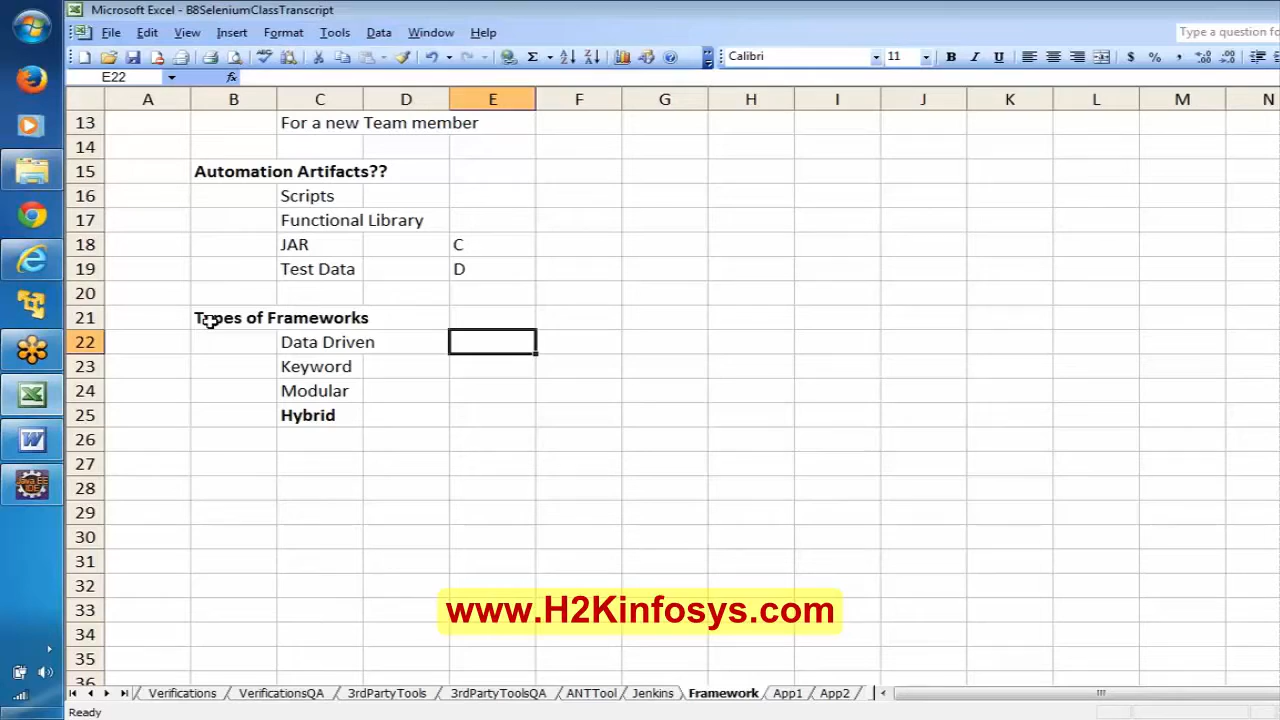 Microsoft Excel - B8SeleniumClassTranscript
File Edit View Insert Format Tools Data Window Help
Type a question fo
Calibri 11 B I U $ %
E22 fx
A B C D E F G H I J K L M N
13 For a new Team member
14
15 Automation Artifacts??
16 Scripts
17 Functional Library
18 JAR C
19 Test Data D
20
21 Types of Frameworks
22 Data Driven
23 Keyword
24 Modular
25 Hybrid
26
27
28
29
30
31
32
33
34
35
36
www.H2Kinfosys.com
Verifications VerificationsQA 3rdPartyTools 3rdPartyToolsQA ANTTool Jenkins Framework App1 App2
Ready